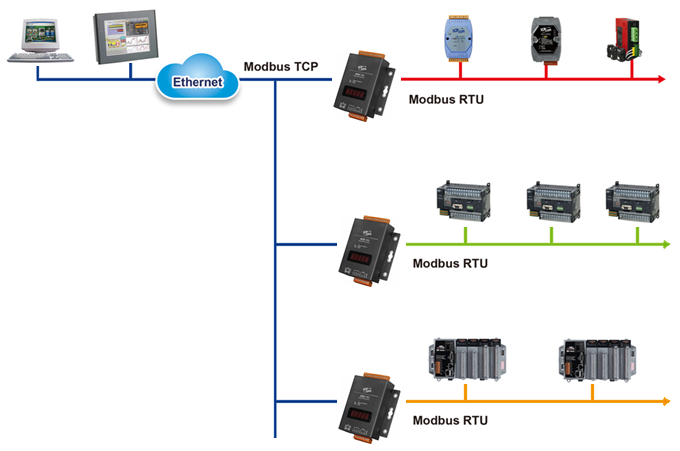 Modbus TCP
Ethernet
Modbus RTU
Modbus RTU
Modbus RTU